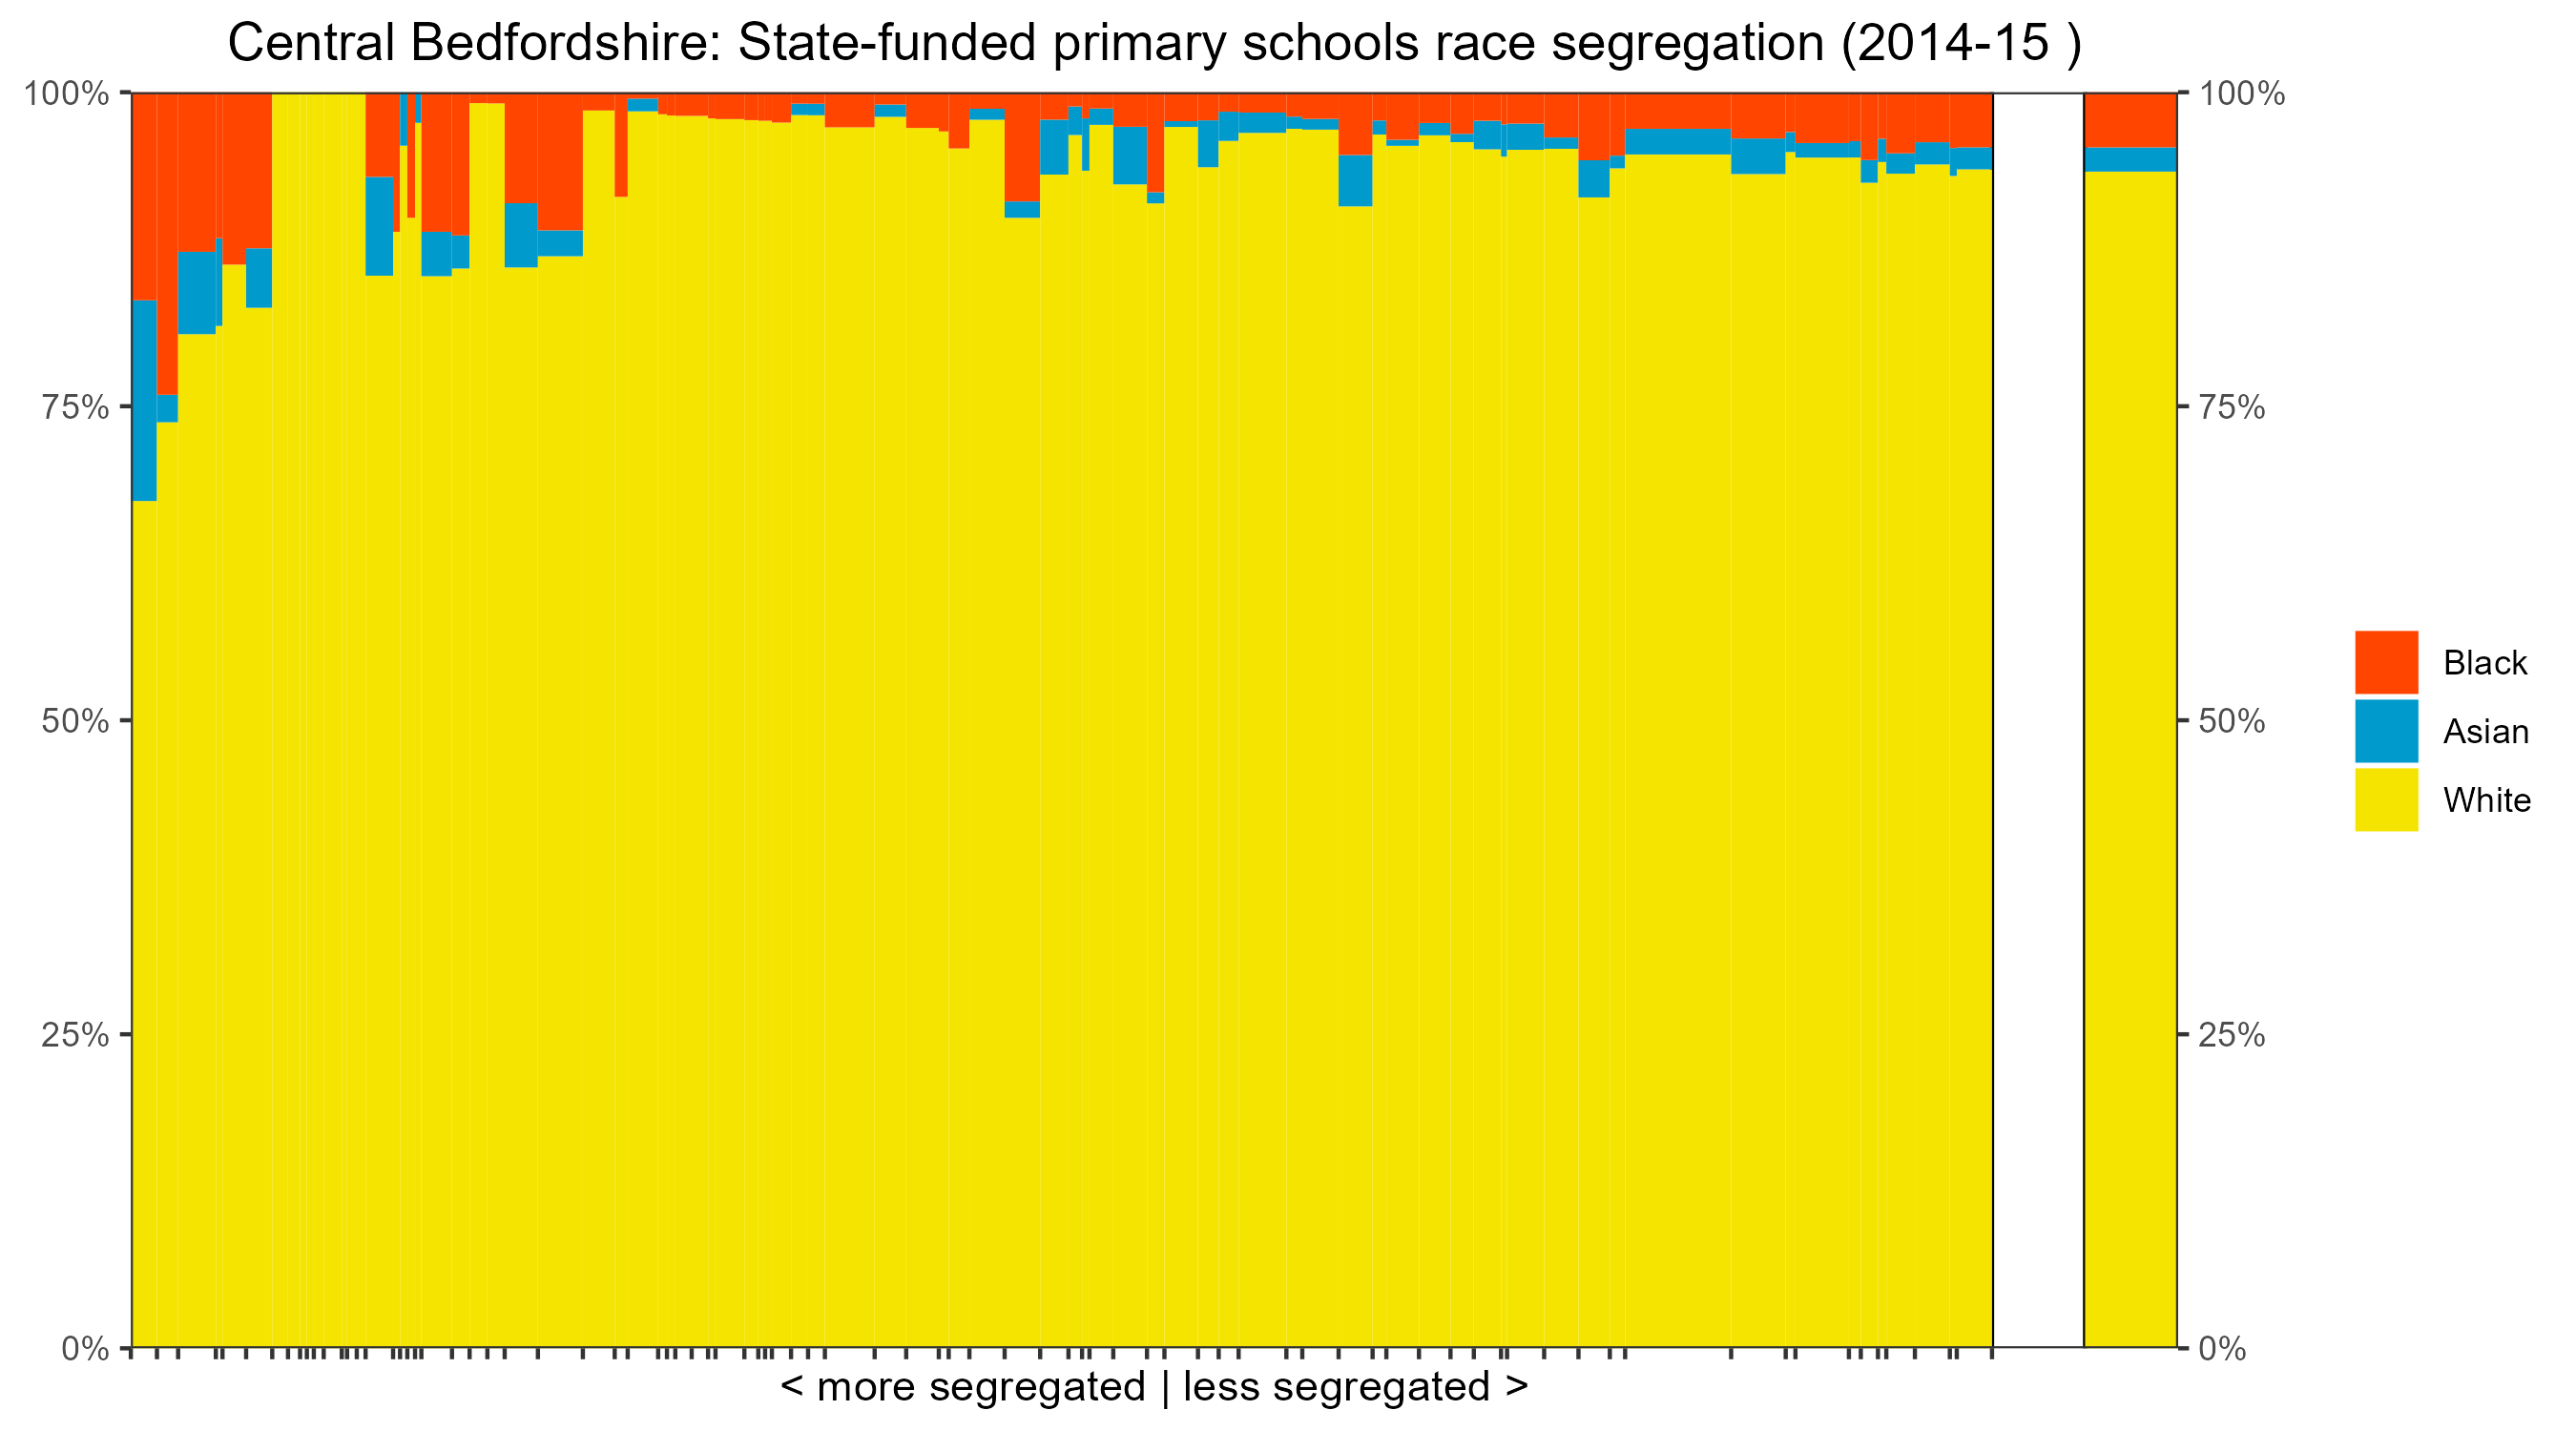 Central Bedfordshire: State-funded primary schools race segregation (2014-15 )
100%
75%
50%
25%
0%
100%
75%
50%
25%
0%
Black
Asian
White
< more segregated | less segregated >